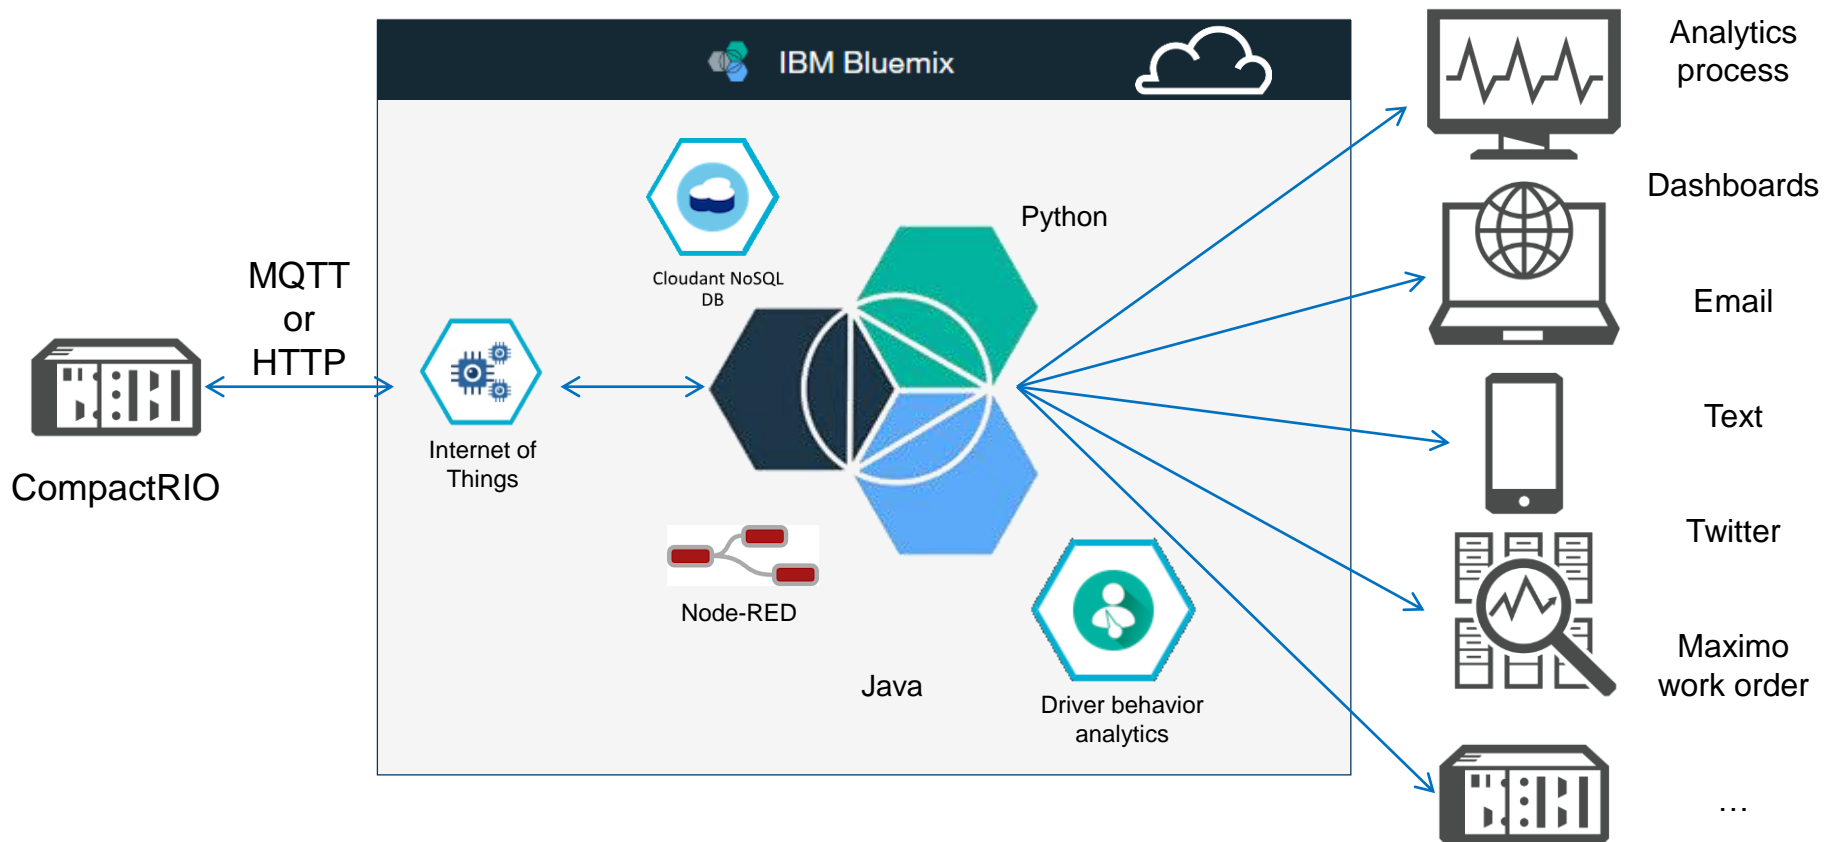 IBM Bluemix
MQTT
or
HTTP
CompactRIO
Internet of
Things
Cloudant NoSQL
DB
Python
Node-RED
Java
Driver behavior
analytics
Analytics
process
Dashboards
Email
Text
Twitter
Maximo
work order
…